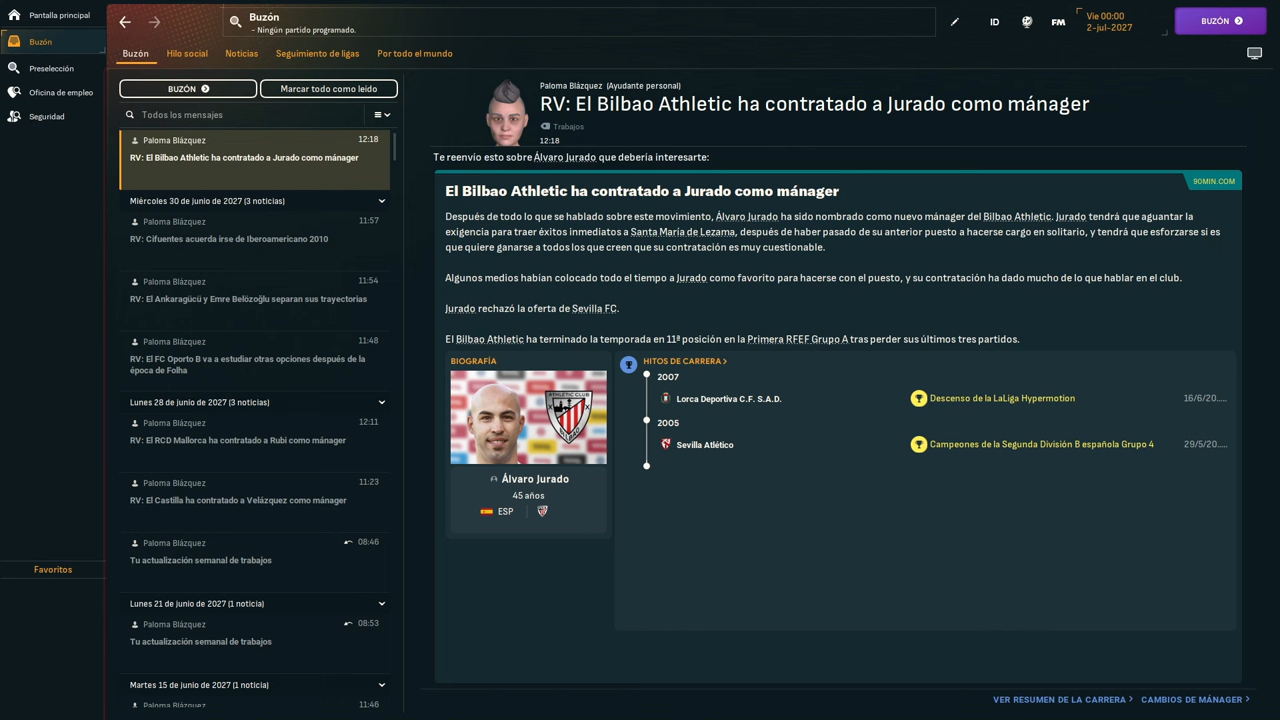 Pantalla principal
Buzón
Preselección
Oficina de empleo
Seguridad
Favoritos
Buzón
- Ningún partido programado.
ID
FM
Vie 00:00
2-jul-2027
BUZÓN
Buzón
Hilo social
Noticias
Seguimiento de ligas
Por todo el mundo
BUZÓN
Marcar todo como leído
Todos los mensajes
Paloma Blázquez 12:18
RV: El Bilbao Athletic ha contratado a Jurado como mánager
Miércoles 30 de junio de 2027 (3 noticias)
Paloma Blázquez 11:57
RV: Cifuentes acuerda irse de Iberoamericano 2010
Paloma Blázquez 11:54
RV: El Ankaragücü y Emre Belözoğlu separan sus trayectorias
Paloma Blázquez 11:48
RV: El FC Oporto B va a estudiar otras opciones después de la
época de Folha
Lunes 28 de junio de 2027 (3 noticias)
Paloma Blázquez 12:11
RV: El RCD Mallorca ha contratado a Rubi como mánager
Paloma Blázquez 11:23
RV: El Castilla ha contratado a Velázquez como mánager
Paloma Blázquez 08:46
Tu actualización semanal de trabajos
Lunes 21 de junio de 2027 (1 noticia)
Paloma Blázquez 08:53
Tu actualización semanal de trabajos
Martes 15 de junio de 2027 (1 noticia)
Paloma Blázquez 11:46
Paloma Blázquez (Ayudante personal)
RV: El Bilbao Athletic ha contratado a Jurado como mánager
Trabajos
12:18
Te reenvío esto sobre Álvaro Jurado que debería interesarte:
90MIN.COM
El Bilbao Athletic ha contratado a Jurado como mánager
Después de todo lo que se hablado sobre este movimiento, Álvaro Jurado ha sido nombrado como nuevo mánager del Bilbao Athletic. Jurado tendrá que aguantar la
exigencia para traer éxitos inmediatos a Santa María de Lezama, después de haber pasado de su anterior puesto a hacerse cargo en solitario, y tendrá que esforzarse si es
que quiere ganarse a todos los que creen que su contratación es muy cuestionable.
Algunos medios habían colocado todo el tiempo a Jurado como favorito para hacerse con el puesto, y su contratación ha dado mucho de lo que hablar en el club.
Jurado rechazó la oferta de Sevilla FC.
El Bilbao Athletic ha terminado la temporada en 11ª posición en la Primera RFEF Grupo A tras perder sus últimos tres partidos.
BIOGRAFÍA
ATHLETIC CLUB
Álvaro Jurado
45 años
ESP
HITOS DE CARRERA >
2007
Lorca Deportiva C.F. S.A.D. Descenso de la LaLiga Hypermotion 16/6/20.....
2005
Sevilla Atlético Campeones de la Segunda División B española Grupo 4 29/5/20.....
VER RESUMEN DE LA CARRERA > CAMBIOS DE MÁNAGER >